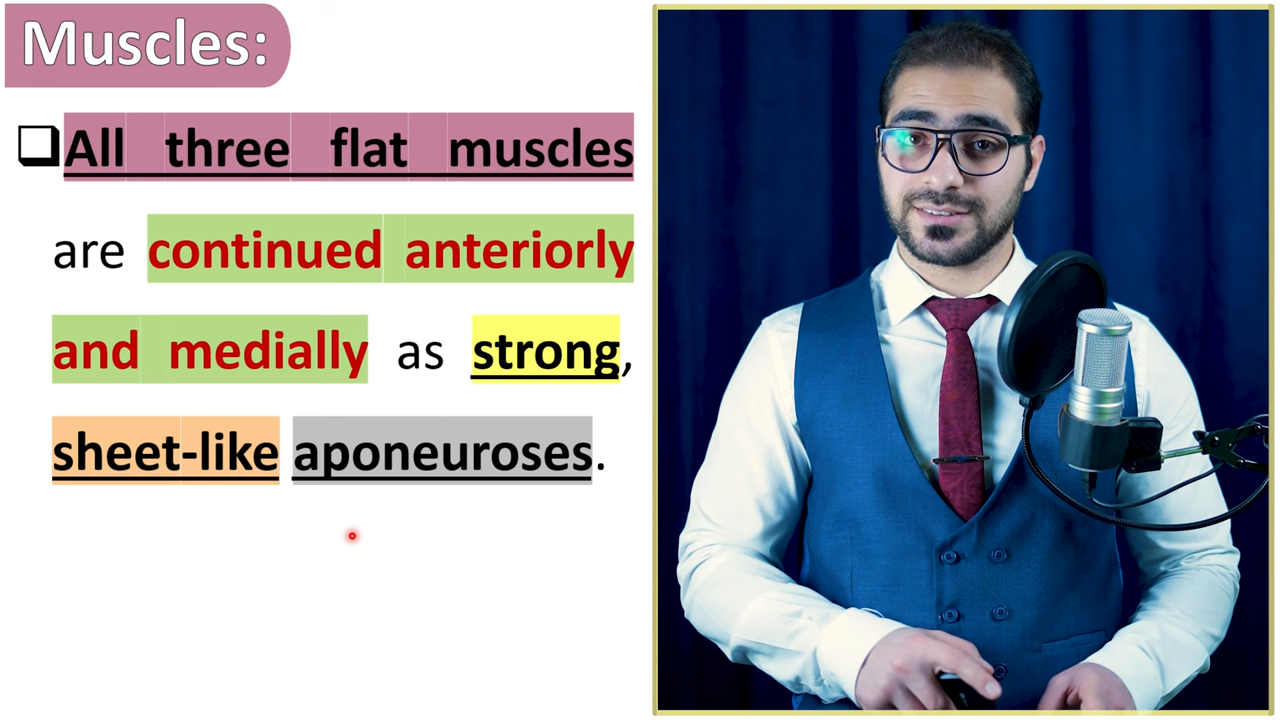 Muscles:
All three flat muscles
are continued anteriorly
and medially as strong,
sheet-like aponeuroses.